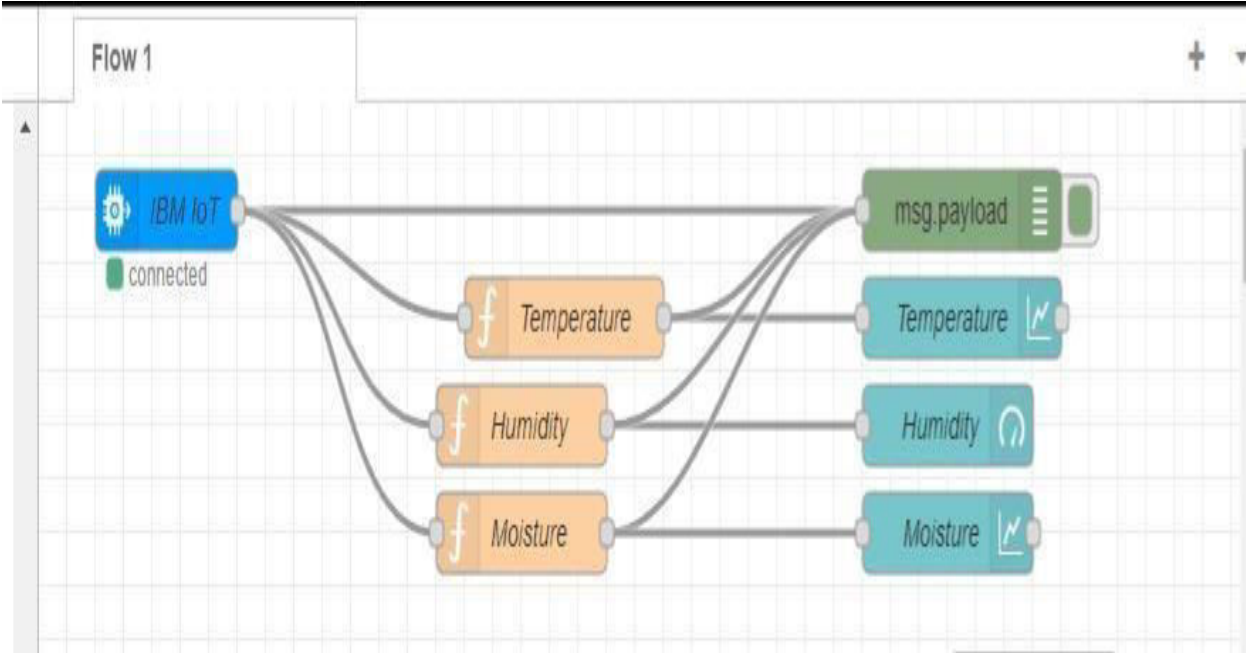 Flow 1
IBM IoT
msg.payload
connected
Temperature
Temperature
Humidity
Humidity
Moisture
Moisture